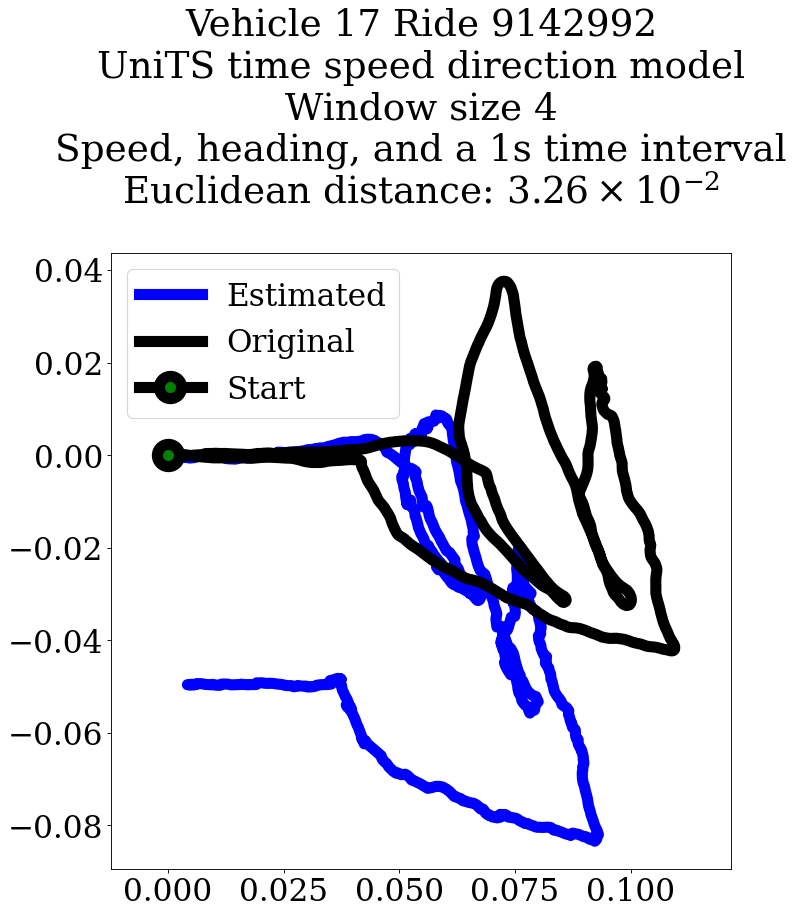 Vehicle 17 Ride 9142992
UniTS time speed direction model
Window size 4
Speed, heading, and a 1s time interval
Euclidean distance: 3.26 × 10⁻²
0.04
0.02
0.00
−0.02
−0.04
−0.06
−0.08
Estimated
Original
Start
0.000 0.025 0.050 0.075 0.100